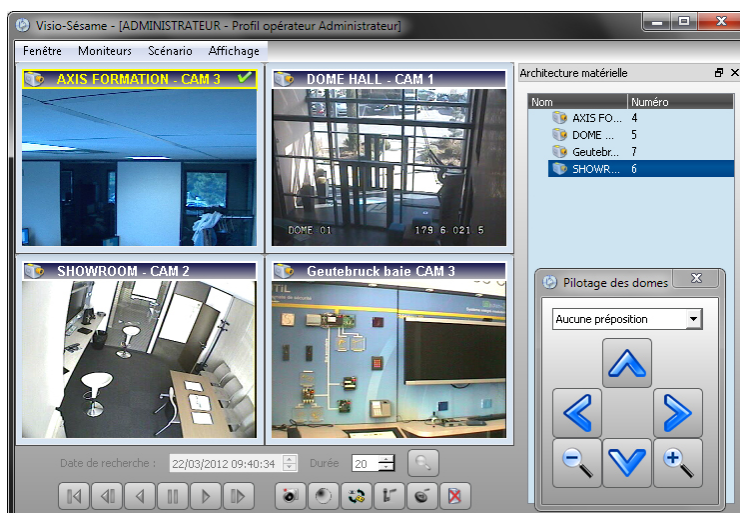 Visio-Sésame - [ADMINISTRATEUR - Profil opérateur Administrateur]
Fenêtre Moniteurs Scénario Affichage
AXIS FORMATION - CAM 3
DOME HALL - CAM 1
DOME 01 179.6 021.5
SHOWROOM - CAM 2
Geutebruck baie CAM 3
Architecture matérielle
Nom Numéro
AXIS FO... 4
DOME ... 5
Geutebr... 7
SHOWR... 6
Pilotage des domes
Aucune préposition
Date de recherche : 22/03/2012 09:40:34 Durée 20